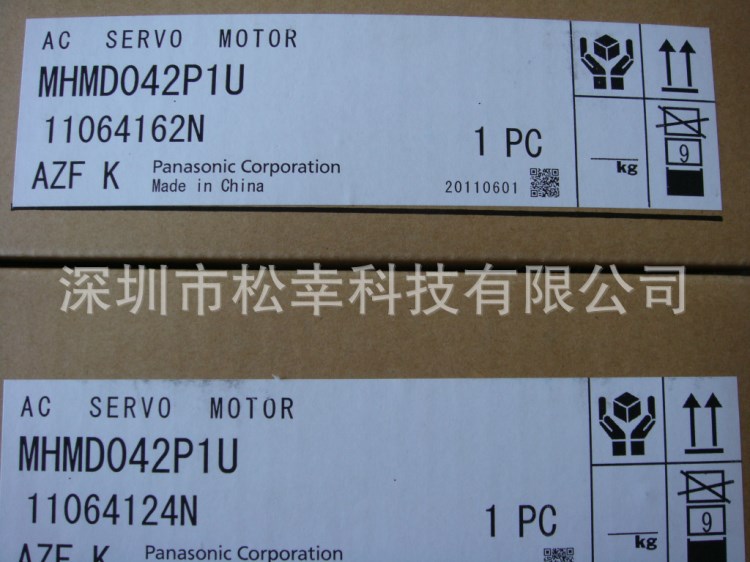 AC SERVO MOTOR
MHMD042P1U
11064162N
1 PC
AZF K
Panasonic Corporation
Made in China
20110601
kg
9
深圳市松幸科技有限公司
AC SERVO MOTOR
MHMD042P1U
11064124N
1 PC
AZF K
Panasonic Corporation
kg
9